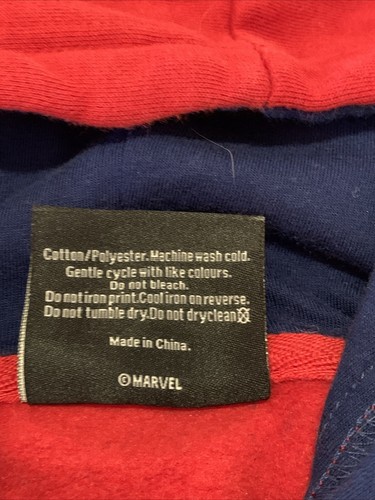 Cotton/Polyester.Machine wash cold.
Gentle cycle with like colours.
Do not bleach.
Do not iron print.Cool iron on reverse.
Do not tumble dry.Do not dryclean
Made in China.
©MARVEL